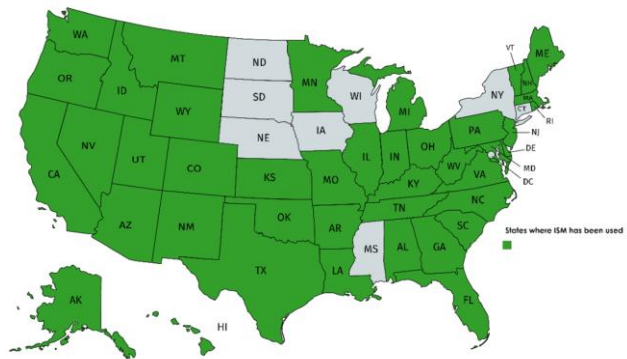 WA
MT
ND
MN
VT
ME
OR
ID
SD
WI
MI
NY
NH
MA
CT
RI
WY
NE
IA
PA
NJ
NV
UT
CO
IL
IN
OH
DE
MD
DC
CA
KS
MO
WV
VA
KY
NC
AZ
NM
OK
AR
TN
SC
MS
AL
GA
States where ISM has been used
TX
LA
FL
AK
HI